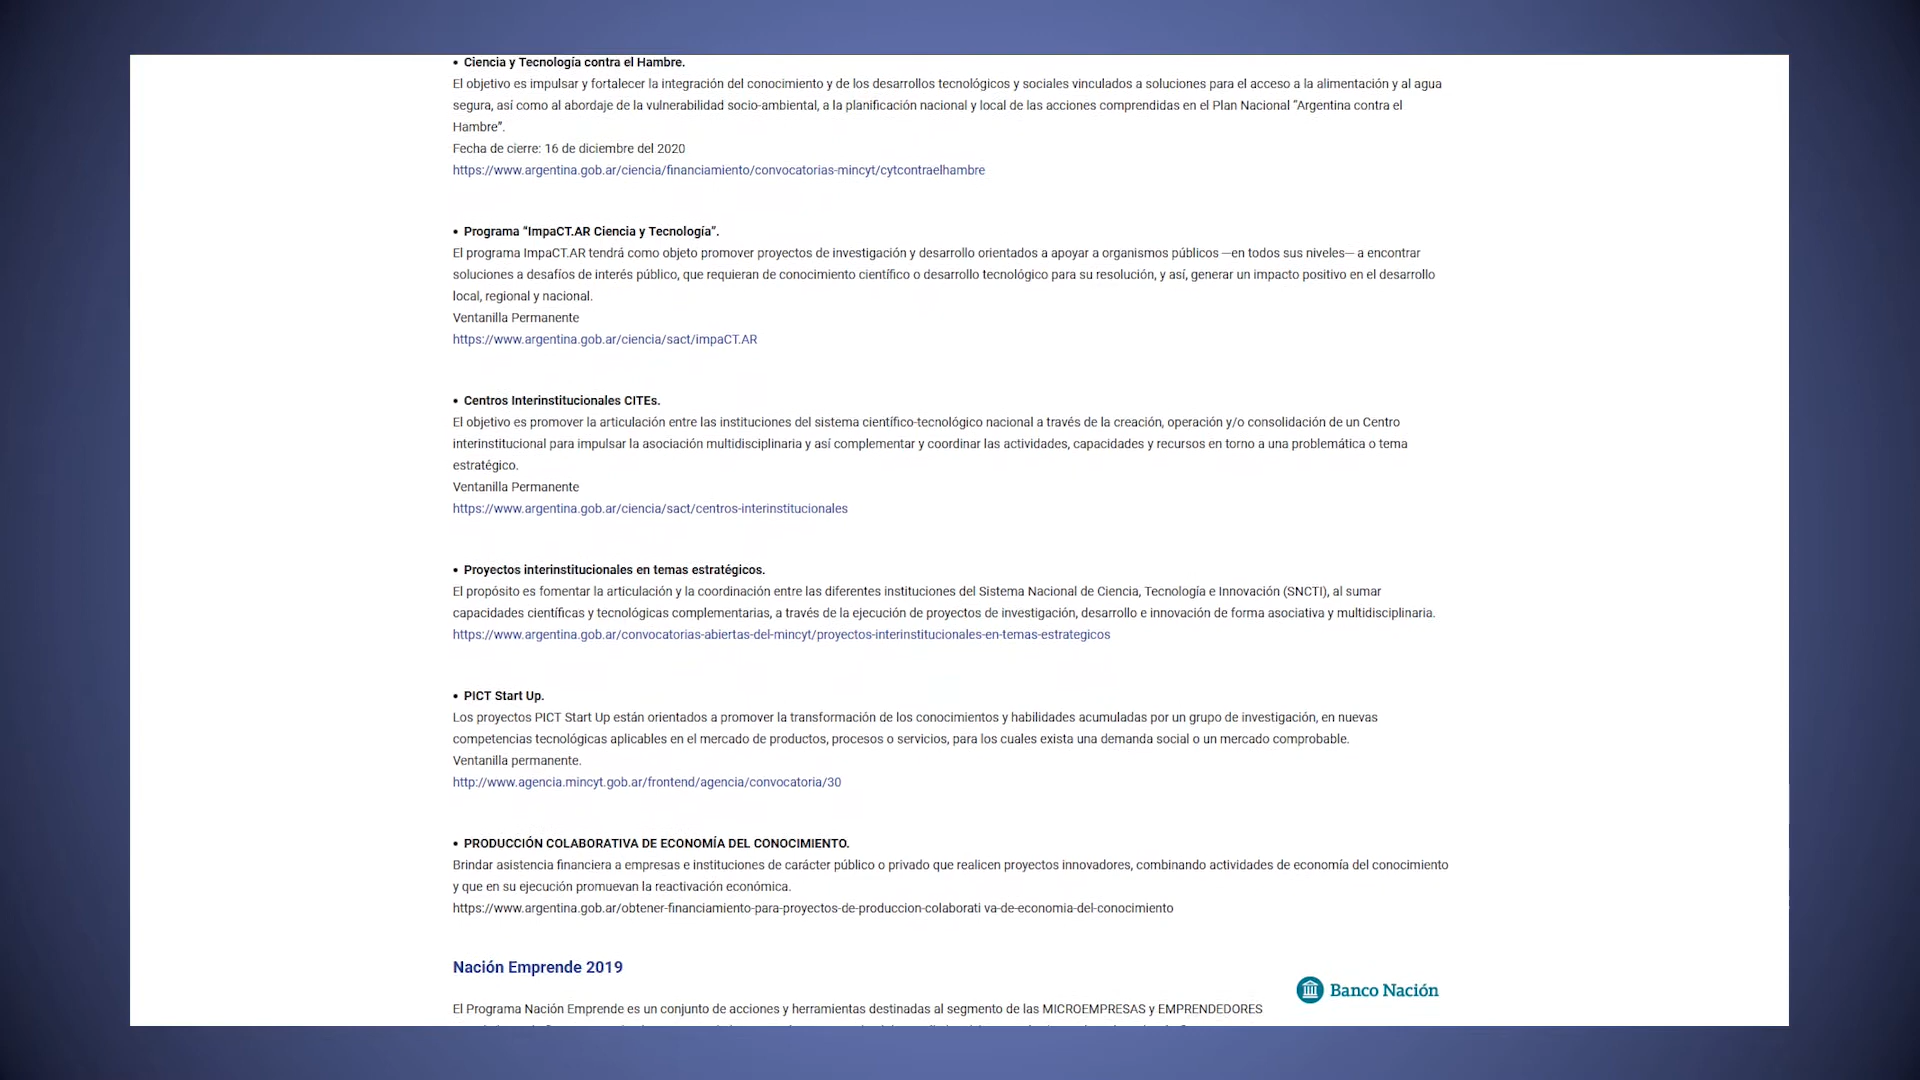 • Ciencia y Tecnología contra el Hambre.
El objetivo es impulsar y fortalecer la integración del conocimiento y de los desarrollos tecnológicos y sociales vinculados a soluciones para el acceso a la alimentación y al agua
segura, así como al abordaje de la vulnerabilidad socio-ambiental, a la planificación nacional y local de las acciones comprendidas en el Plan Nacional “Argentina contra el
Hambre”.
Fecha de cierre: 16 de diciembre del 2020
https://www.argentina.gob.ar/ciencia/financiamiento/convocatorias-mincyt/cytcontraelhambre
• Programa “ImpaCT.AR Ciencia y Tecnología”.
El programa ImpaCT.AR tendrá como objeto promover proyectos de investigación y desarrollo orientados a apoyar a organismos públicos —en todos sus niveles— a encontrar
soluciones a desafíos de interés público, que requieran de conocimiento científico o desarrollo tecnológico para su resolución, y así, generar un impacto positivo en el desarrollo
local, regional y nacional.
Ventanilla Permanente
https://www.argentina.gob.ar/ciencia/sact/impaCT.AR
• Centros Interinstitucionales CITEs.
El objetivo es promover la articulación entre las instituciones del sistema científico-tecnológico nacional a través de la creación, operación y/o consolidación de un Centro
interinstitucional para impulsar la asociación multidisciplinaria y así complementar y coordinar las actividades, capacidades y recursos en torno a una problemática o tema
estratégico.
Ventanilla Permanente
https://www.argentina.gob.ar/ciencia/sact/centros-interinstitucionales
• Proyectos interinstitucionales en temas estratégicos.
El propósito es fomentar la articulación y la coordinación entre las diferentes instituciones del Sistema Nacional de Ciencia, Tecnología e Innovación (SNCTI), al sumar
capacidades científicas y tecnológicas complementarias, a través de la ejecución de proyectos de investigación, desarrollo e innovación de forma asociativa y multidisciplinaria.
https://www.argentina.gob.ar/convocatorias-abiertas-del-mincyt/proyectos-interinstitucionales-en-temas-estrategicos
• PICT Start Up.
Los proyectos PICT Start Up están orientados a promover la transformación de los conocimientos y habilidades acumuladas por un grupo de investigación, en nuevas
competencias tecnológicas aplicables en el mercado de productos, procesos o servicios, para los cuales exista una demanda social o un mercado comprobable.
Ventanilla permanente.
http://www.agencia.mincyt.gob.ar/frontend/agencia/convocatoria/30
• PRODUCCIÓN COLABORATIVA DE ECONOMÍA DEL CONOCIMIENTO.
Brindar asistencia financiera a empresas e instituciones de carácter público o privado que realicen proyectos innovadores, combinando actividades de economía del conocimiento
y que en su ejecución promuevan la reactivación económica.
https://www.argentina.gob.ar/obtener-financiamiento-para-proyectos-de-produccion-colaborati va-de-economia-del-conocimiento
Nación Emprende 2019
Banco Nación
El Programa Nación Emprende es un conjunto de acciones y herramientas destinadas al segmento de las MICROEMPRESAS y EMPRENDEDORES